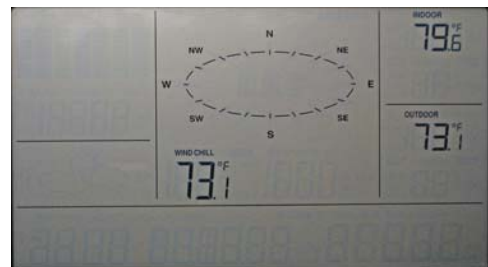 INDOOR
79.6 °F
N
NW NE
W E
SW SE
S
OUTDOOR
73.1 °F
WIND CHILL
73.1 °F